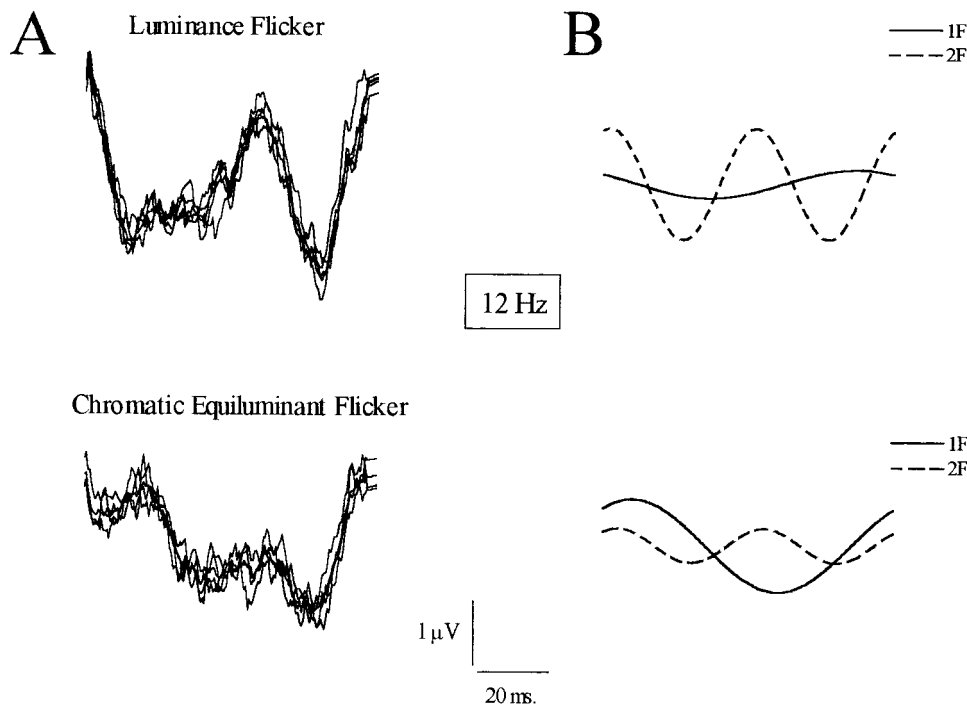 A
Luminance Flicker
B
1F
2F
12 Hz
Chromatic Equiluminant Flicker
1F
2F
1 μV
20 ms.